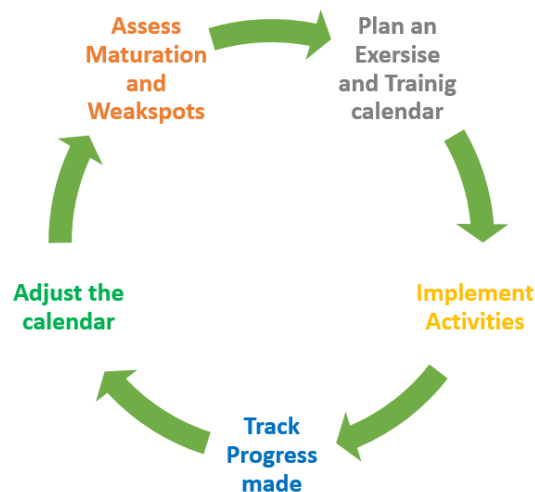 Assess
Maturation
and
Weakspots
Plan an
Exersise
and Trainig
calendar
Implement
Activities
Track
Progress
made
Adjust the
calendar